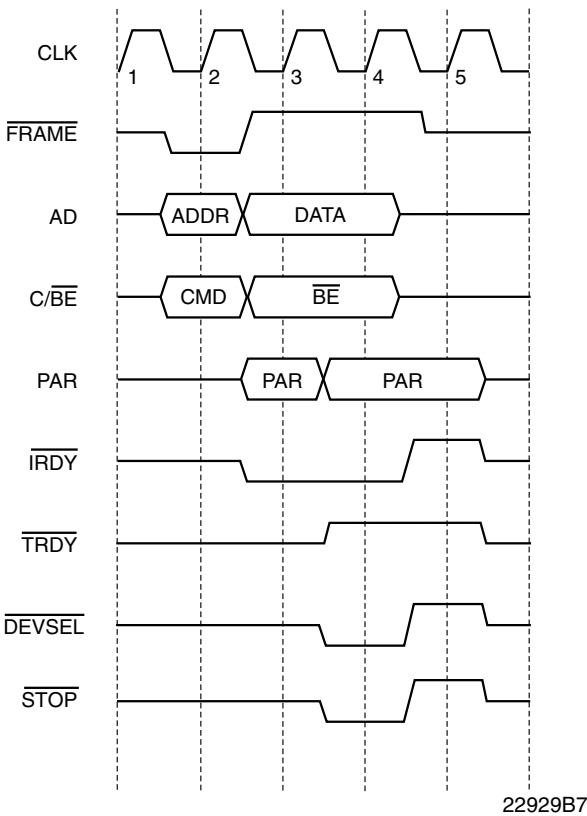 CLK
1 2 3 4 5
FRAME
AD ADDR DATA
C/BE CMD BE
PAR PAR PAR
IRDY
TRDY
DEVSEL
STOP
22929B7